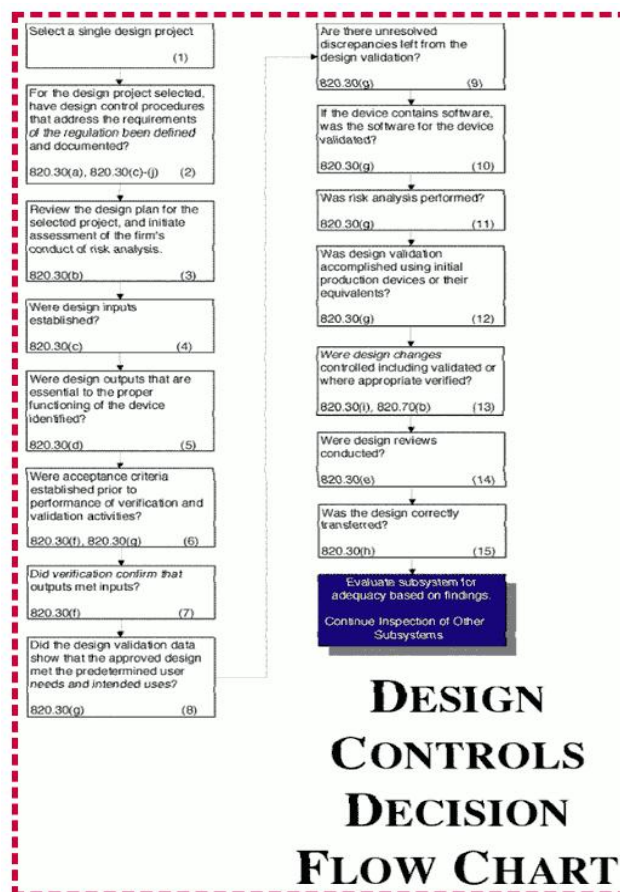 Select a single design project
(1)
For the design project selected,
have design control procedures
that address the requirements
of the regulation been defined
and documented?
820.30(a), 820.30(c)-(j) (2)
Review the design plan for the
selected project, and initiate
assessment of the firm's
conduct of risk analysis.
820.30(b) (3)
Were design inputs
established?
820.30(c) (4)
Were design outputs that are
essential to the proper
functioning of the device
identified?
820.30(d) (5)
Were acceptance criteria
established prior to
performance of verification and
validation activities?
820.30(f), 820.30(g) (6)
Did verification confirm that
outputs met inputs?
820.30(f) (7)
Did the design validation data
show that the approved design
met the predetermined user
needs and intended uses?
820.30(g) (8)
Are there unresolved
discrepancies left from the
design validation?
820.30(g) (9)
If the device contains software,
was the software for the device
validated?
820.30(g) (10)
Was risk analysis performed?
820.30(g) (11)
Was design validation
accomplished using initial
production devices or their
equivalents?
820.30(g) (12)
Were design changes
controlled including validated or
where appropriate verified?
820.30(i), 820.70(b) (13)
Were design reviews
conducted?
820.30(e) (14)
Was the design correctly
transferred?
820.30(h) (15)
Evaluate subsystem for
adequacy based on findings.
Continue Inspection of Other
Subsystems
DESIGN
CONTROLS
DECISION
FLOW CHART